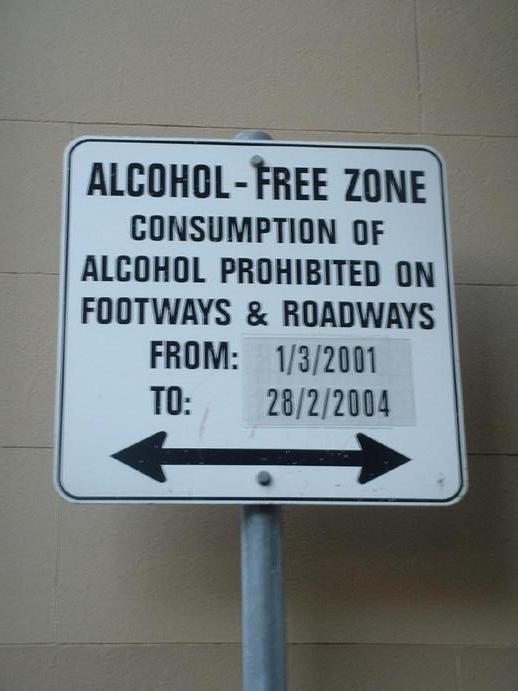 ALCOHOL-FREE ZONE
CONSUMPTION OF
ALCOHOL PROHIBITED ON
FOOTWAYS & ROADWAYS
FROM: 1/3/2001
TO: 28/2/2004